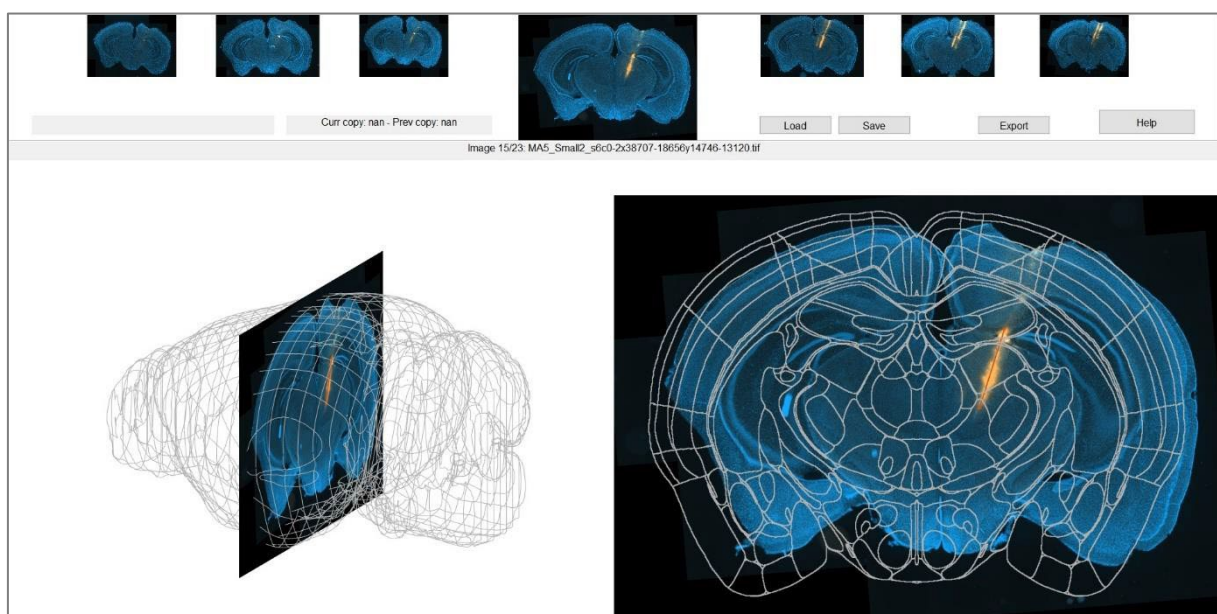 Curr copy: nan - Prev copy: nan
Load
Save
Export
Help
Image 15/23: MA5_Small2_s6c0-2x38707-18656y14746-13120.tif